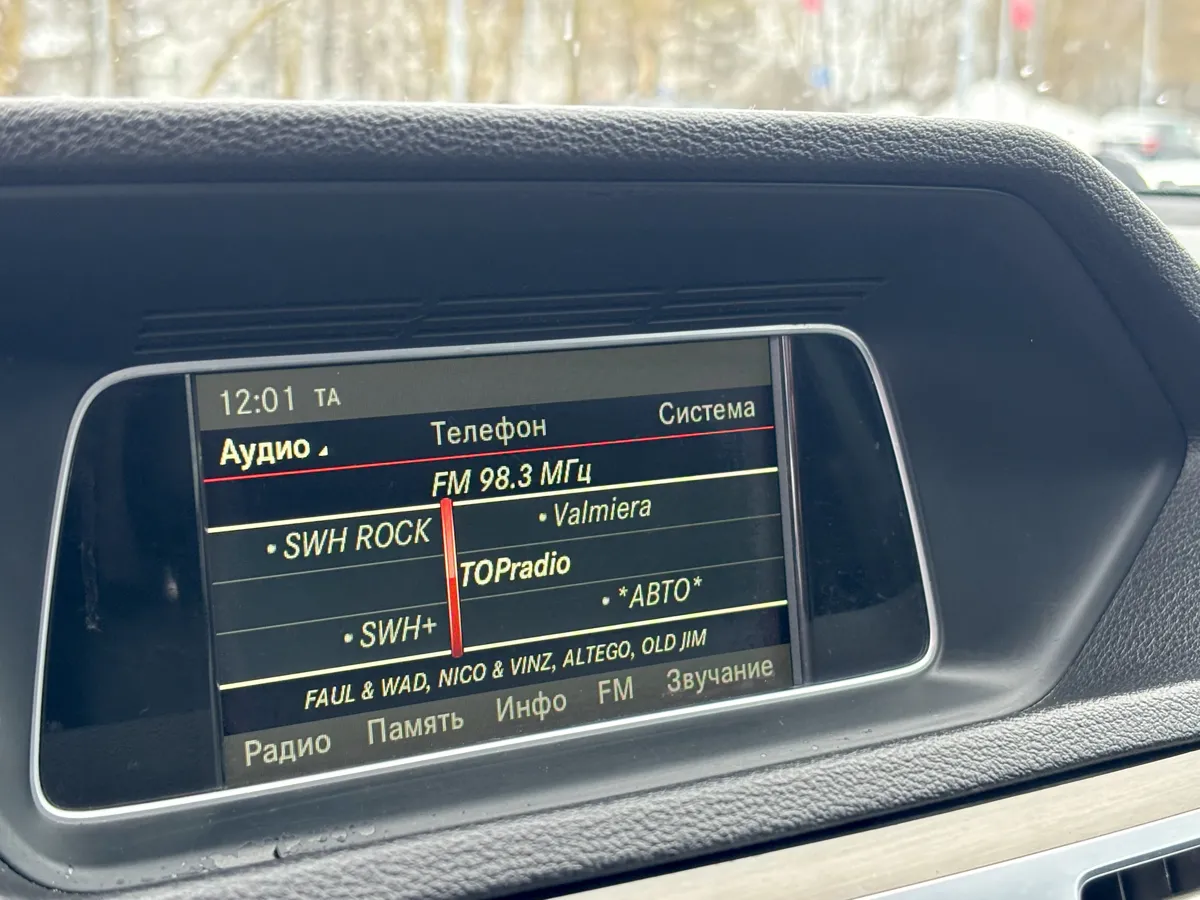 12:01 TA
Аудио Телефон Система
FM 98.3 МГц
• SWH ROCK • Valmiera
TOPradio
• SWH+ • *АВТО*
FAUL & WAD, NICO & VINZ, ALTEGO, OLD JIM
Радио Память Инфо FM Звучание